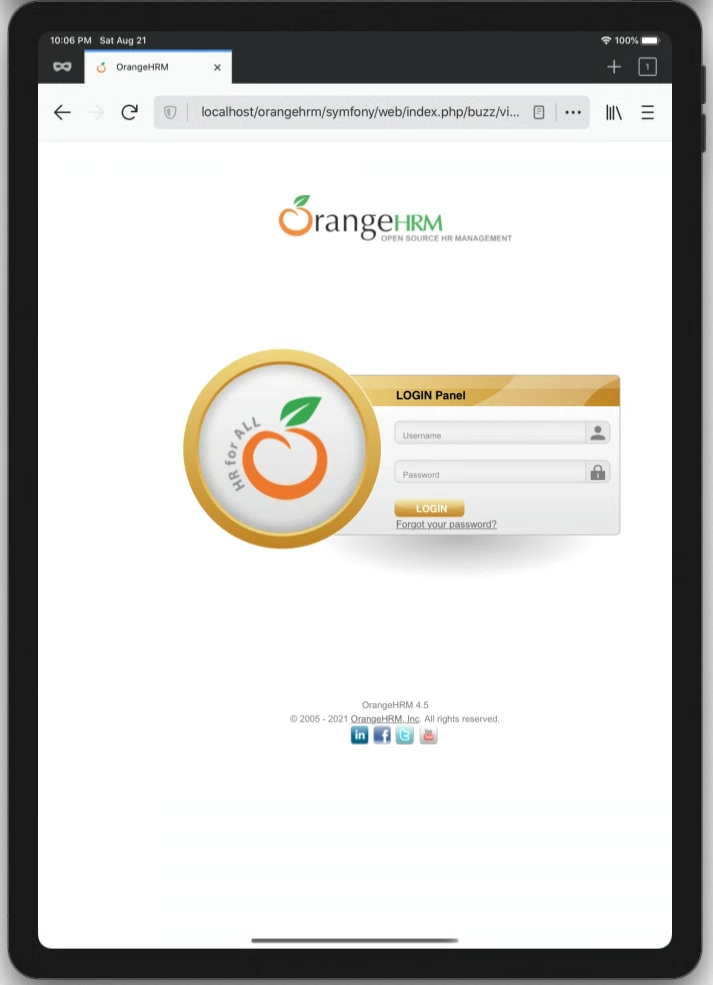 10:06 PM Sat Aug 21
100%
OrangeHRM
1
localhost/orangehrm/symfony/web/index.php/buzz/vi...
OrangeHRM
OPEN SOURCE HR MANAGEMENT
HR for ALL
LOGIN Panel
Username
Password
LOGIN
Forgot your password?
OrangeHRM 4.5
© 2005 - 2021 OrangeHRM, Inc. All rights reserved.
in f t